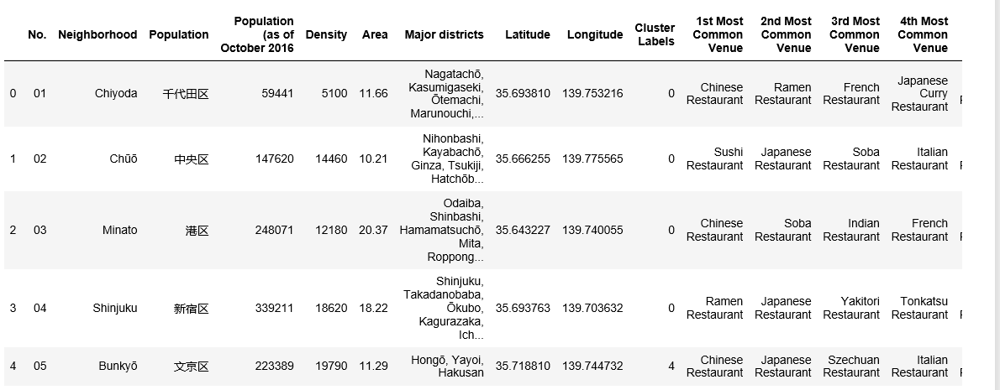 No. Neighborhood Population Population (as of October 2016 Density Area Major districts Latitude Longitude Cluster Labels 1st Most Common Venue 2nd Most Common Venue 3rd Most Common Venue 4th Most Common Venue
0 01 Chiyoda 千代田区 59441 5100 11.66 Nagatachō, Kasumigaseki, Ōtemachi, Marunouchi,... 35.693810 139.753216 0 Chinese Restaurant Ramen Restaurant French Restaurant Japanese Curry Restaurant
1 02 Chūō 中央区 147620 14460 10.21 Nihonbashi, Kayabachō, Ginza, Tsukiji, Hatchōb... 35.666255 139.775565 0 Sushi Restaurant Japanese Restaurant Soba Restaurant Italian Restaurant
2 03 Minato 港区 248071 12180 20.37 Odaiba, Shinbashi, Hamamatsuchō, Mita, Roppong... 35.643227 139.740055 0 Chinese Restaurant Soba Restaurant Indian Restaurant French Restaurant
3 04 Shinjuku 新宿区 339211 18620 18.22 Shinjuku, Takadanobaba, Ōkubo, Kagurazaka, Ich... 35.693763 139.703632 0 Ramen Restaurant Japanese Restaurant Yakitori Restaurant Tonkatsu Restaurant
4 05 Bunkyō 文京区 223389 19790 11.29 Hongō, Yayoi, Hakusan 35.718810 139.744732 4 Chinese Restaurant Japanese Restaurant Szechuan Restaurant Italian Restaurant